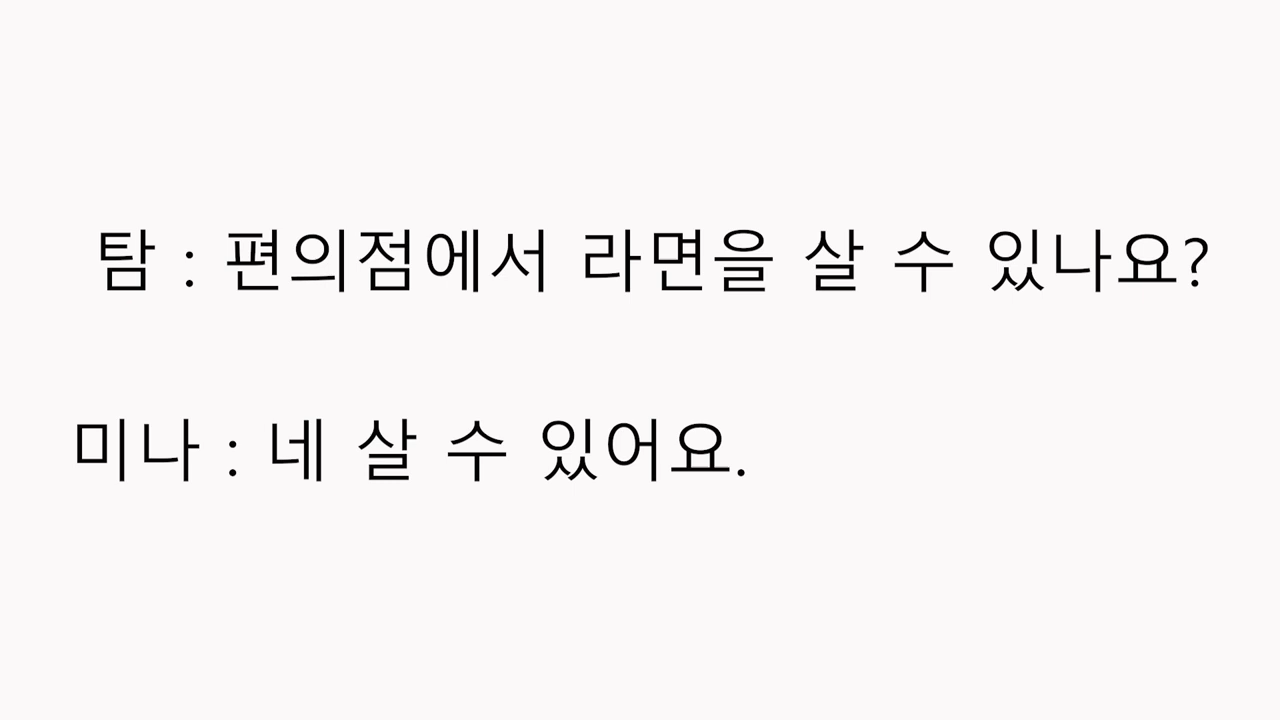 탐 : 편의점에서 라면을 살 수 있나요?
미나 : 네 살 수 있어요.